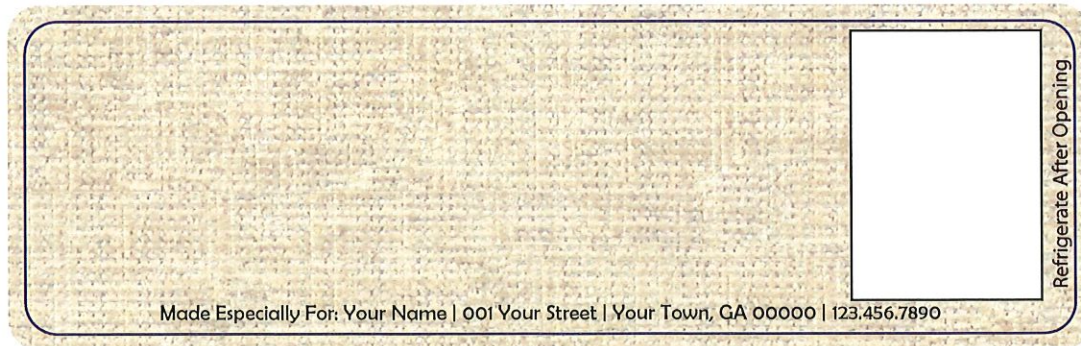 Refrigerate After Opening
Made Especially For: Your Name | 001 Your Street | Your Town, GA 00000 | 123.456.7890